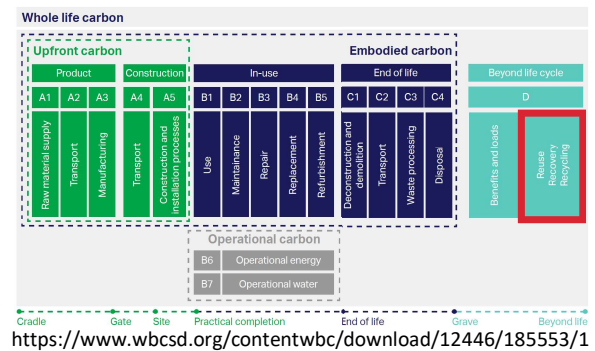 Whole life carbon
Upfront carbon
Embodied carbon
Product
Construction
In-use
End of life
Beyond life cycle
A1 A2 A3 A4 A5 B1 B2 B3 B4 B5 C1 C2 C3 C4 D
Raw material supply
Transport
Manufacturing
Transport
Construction and
installation processes
Use
Maintainance
Repair
Replacement
Refurbishment
Deconstruction and
demolition
Transport
Waste processing
Disposal
Benefits and loads
Reuse
Recovery
Recycling
Operational carbon
B6 Operational energy
B7 Operational water
Cradle Gate Site Practical completion End of life Grave Beyond life
https://www.wbcsd.org/contentwbc/download/12446/185553/1